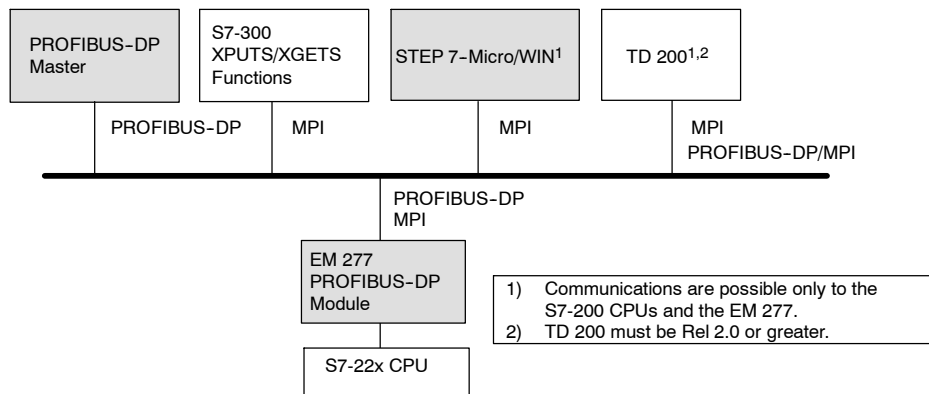 PROFIBUS-DP
Master
S7-300
XPUTS/XGETS
Functions
STEP 7-Micro/WIN¹
TD 200¹,²
PROFIBUS-DP
MPI
MPI
MPI
PROFIBUS-DP/MPI
PROFIBUS-DP
MPI
EM 277
PROFIBUS-DP
Module
S7-22x CPU
1) Communications are possible only to the
S7-200 CPUs and the EM 277.
2) TD 200 must be Rel 2.0 or greater.